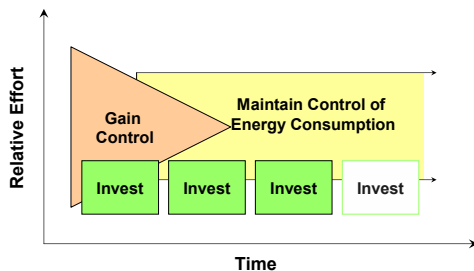 Relative Effort
Gain
Control
Maintain Control of
Energy Consumption
Invest
Invest
Invest
Invest
Time